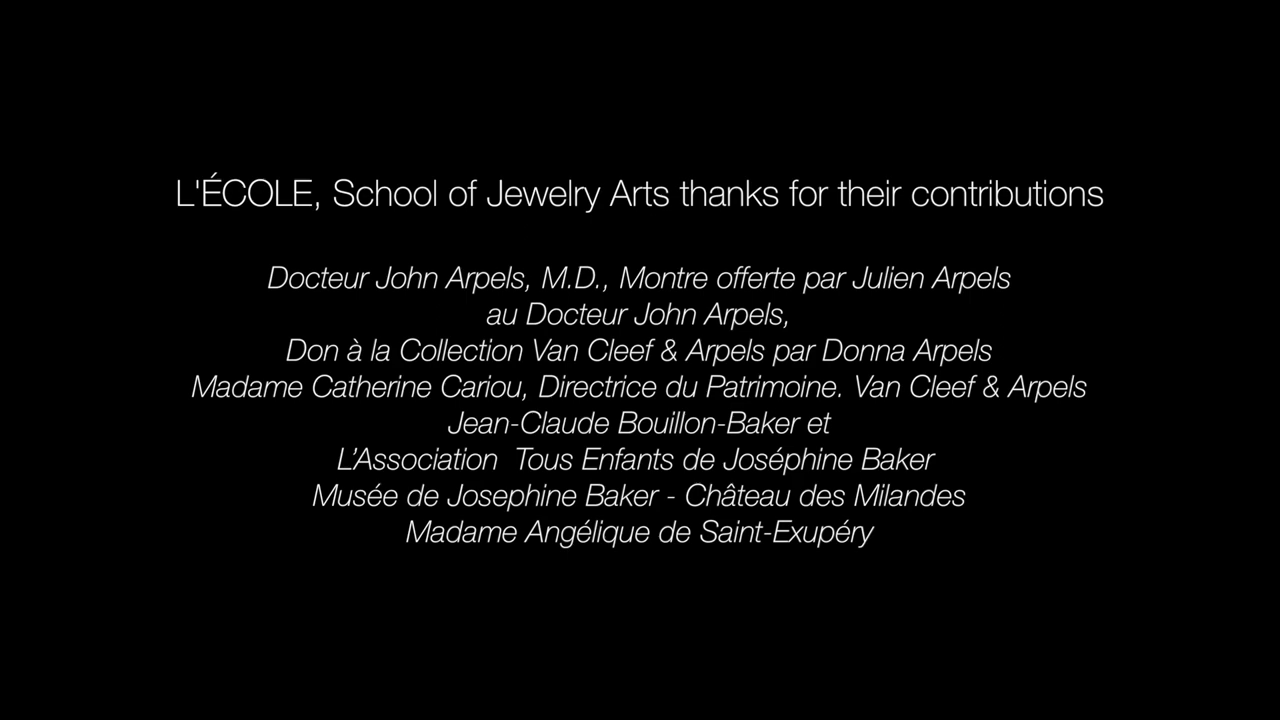 L'ÉCOLE, School of Jewelry Arts thanks for their contributions
Docteur John Arpels, M.D., Montre offerte par Julien Arpels
au Docteur John Arpels,
Don à la Collection Van Cleef & Arpels par Donna Arpels
Madame Catherine Cariou, Directrice du Patrimoine. Van Cleef & Arpels
Jean-Claude Bouillon-Baker et
L’Association  Tous Enfants de Joséphine Baker
Musée de Josephine Baker - Château des Milandes
Madame Angélique de Saint-Exupéry